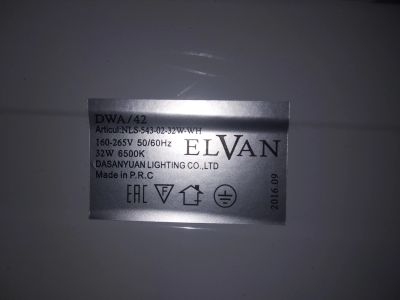 DWA/42
Articul:NLS-543-02-32W-WH
160-265V 50/60Hz
32W 6500K
ELVAN
DASANYUAN LIGHTING CO.,LTD
Made in P.R.C
EAC F
2016.09